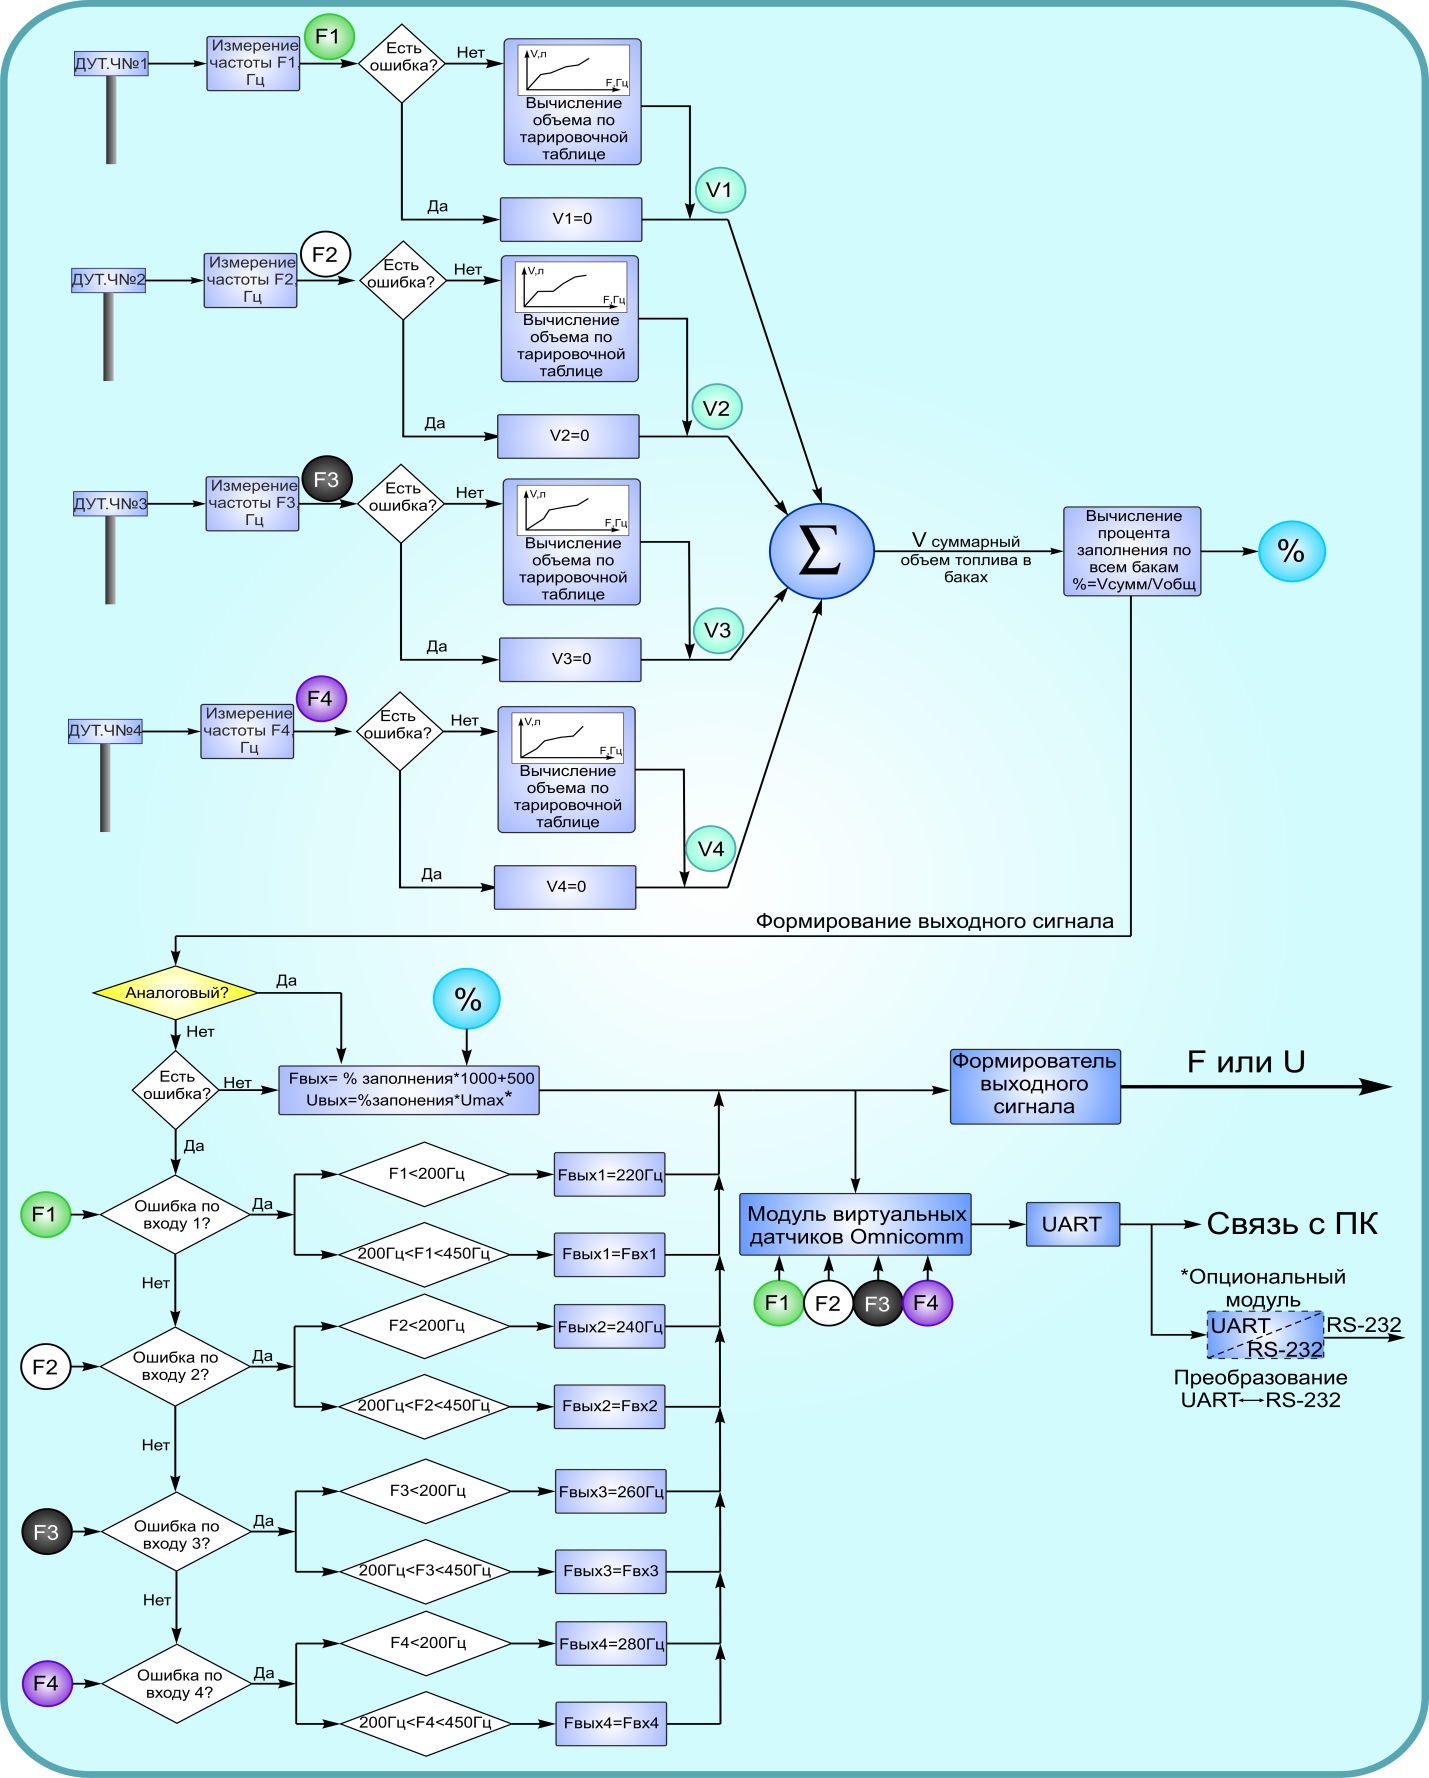 ДУТ.Ч№1
Измерение
частоты F1,
Гц
F1
Есть
ошибка?
Нет
V,л
F,Гц
Вычисление
объема по
тарировочной
таблице
Да
V1=0
V1
ДУТ.Ч№2
Измерение
частоты F2,
Гц
F2
Есть
ошибка?
Нет
V,л
F,Гц
Вычисление
объема по
тарировочной
таблице
Да
V2=0
V2
ДУТ.Ч№3
Измерение
частоты F3,
Гц
F3
Есть
ошибка?
Нет
V,л
F,Гц
Вычисление
объема по
тарировочной
таблице
Да
V3=0
V3
ДУТ.Ч№4
Измерение
частоты F4,
Гц
F4
Есть
ошибка?
Нет
V,л
F,Гц
Вычисление
объема по
тарировочной
таблице
Да
V4=0
V4
Σ
V суммарный
объем топлива в
баках
Вычисление
процента
заполнения по
всем бакам
%=Vсумм/Vобщ
%
Формирование выходного сигнала
Аналоговый?
Да
Нет
%
Есть
ошибка?
Нет
Да
Fвых= % заполнения*1000+500
Uвых=%запонения*Umax*
Формирователь
выходного
сигнала
F или U
F1
Ошибка по
входу 1?
Да
F1<200Гц
Fвых1=220Гц
200Гц<F1<450Гц
Fвых1=Fвх1
Нет
F2
Ошибка по
входу 2?
Да
F2<200Гц
Fвых2=240Гц
200Гц<F2<450Гц
Fвых2=Fвх2
Нет
F3
Ошибка по
входу 3?
Да
F3<200Гц
Fвых3=260Гц
200Гц<F3<450Гц
Fвых3=Fвх3
Нет
F4
Ошибка по
входу 4?
Да
F4<200Гц
Fвых4=280Гц
200Гц<F4<450Гц
Fвых4=Fвх4
Модуль виртуальных
датчиков Omnicomm
F1
F2
F3
F4
UART
Связь с ПК
*Опциональный
модуль
UART
RS-232
RS-232
Преобразование
UART↔RS-232